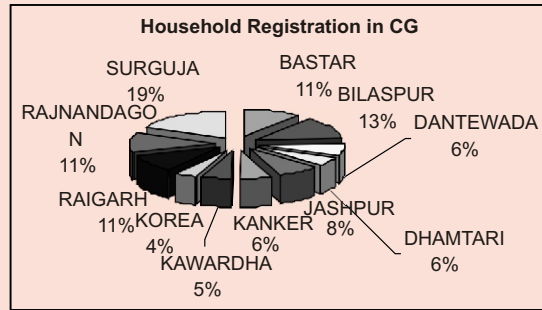 Household Registration in CG
SURGUJA
19%
BASTAR
11%
BILASPUR
13%
DANTEWADA
6%
DHAMTARI
6%
JASHPUR
8%
KANKER
6%
KAWARDHA
5%
KOREA
4%
RAIGARH
11%
RAJNANDAGO
N
11%